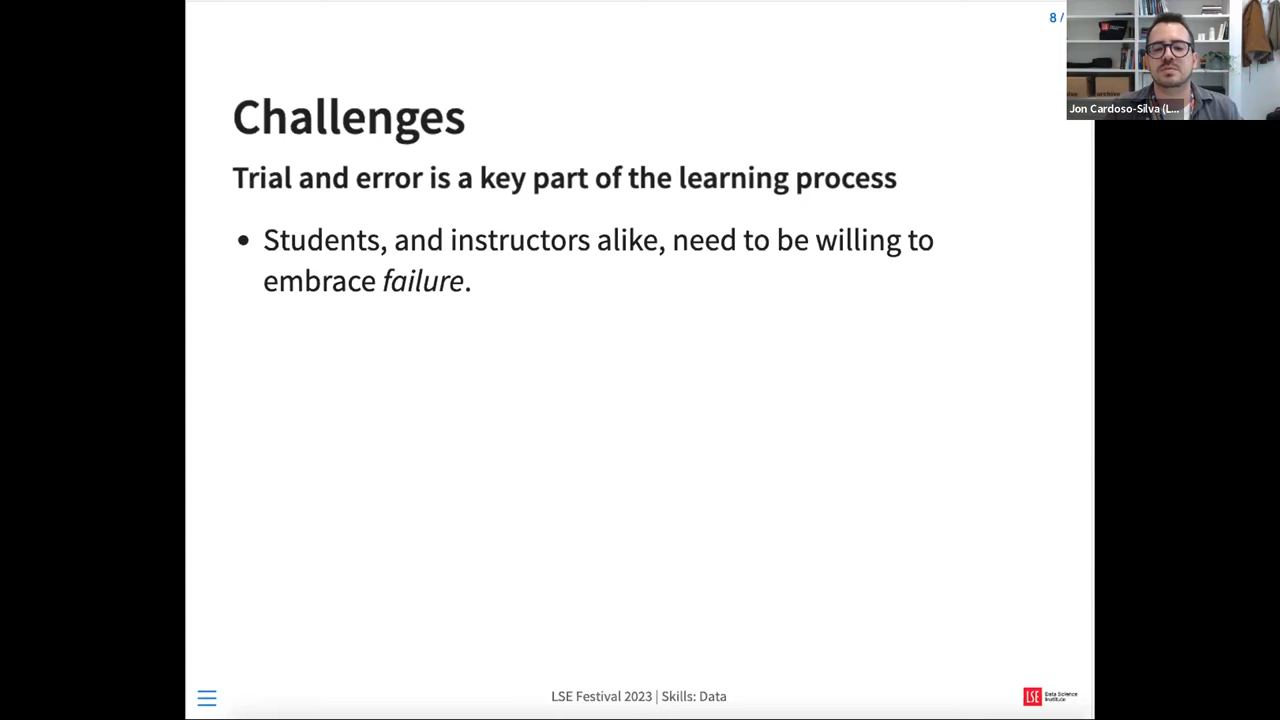 8 /
Jon Cardoso-Silva (L...
Challenges
Trial and error is a key part of the learning process
• Students, and instructors alike, need to be willing to
embrace failure.
LSE Festival 2023 | Skills: Data
LSE
Data Science
Institute